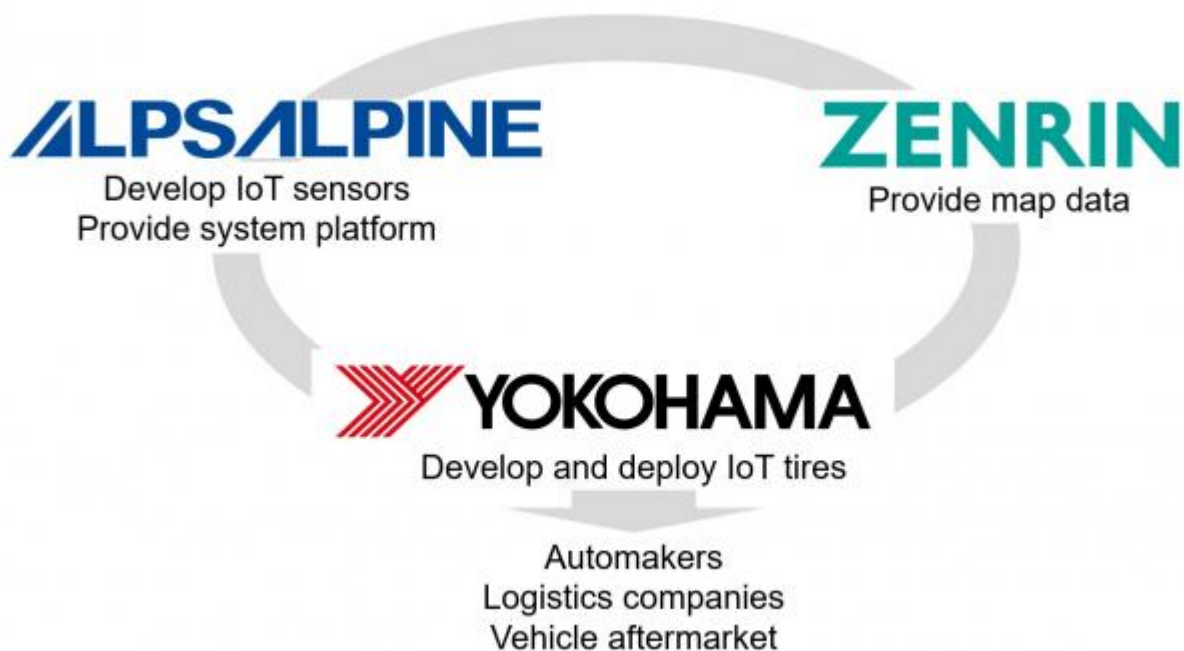 ALPSALPINE
Develop IoT sensors
Provide system platform
ZENRIN
Provide map data
YOKOHAMA
Develop and deploy IoT tires
Automakers
Logistics companies
Vehicle aftermarket